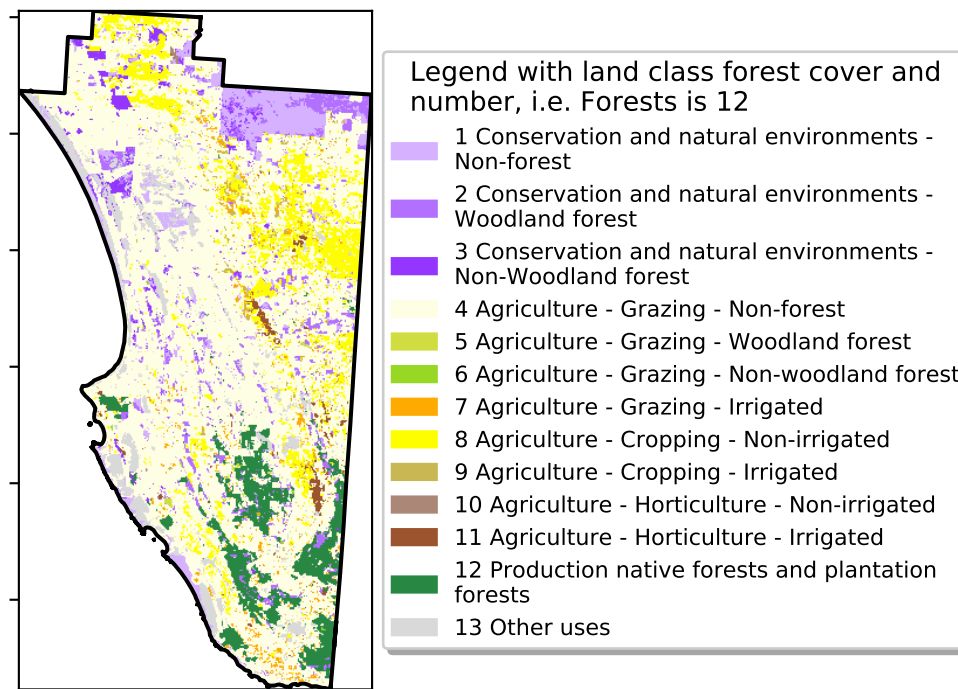 Legend with land class forest cover and
number, i.e. Forests is 12
1 Conservation and natural environments -
Non-forest
2 Conservation and natural environments -
Woodland forest
3 Conservation and natural environments -
Non-Woodland forest
4 Agriculture - Grazing - Non-forest
5 Agriculture - Grazing - Woodland forest
6 Agriculture - Grazing - Non-woodland forest
7 Agriculture - Grazing - Irrigated
8 Agriculture - Cropping - Non-irrigated
9 Agriculture - Cropping - Irrigated
10 Agriculture - Horticulture - Non-irrigated
11 Agriculture - Horticulture - Irrigated
12 Production native forests and plantation
forests
13 Other uses